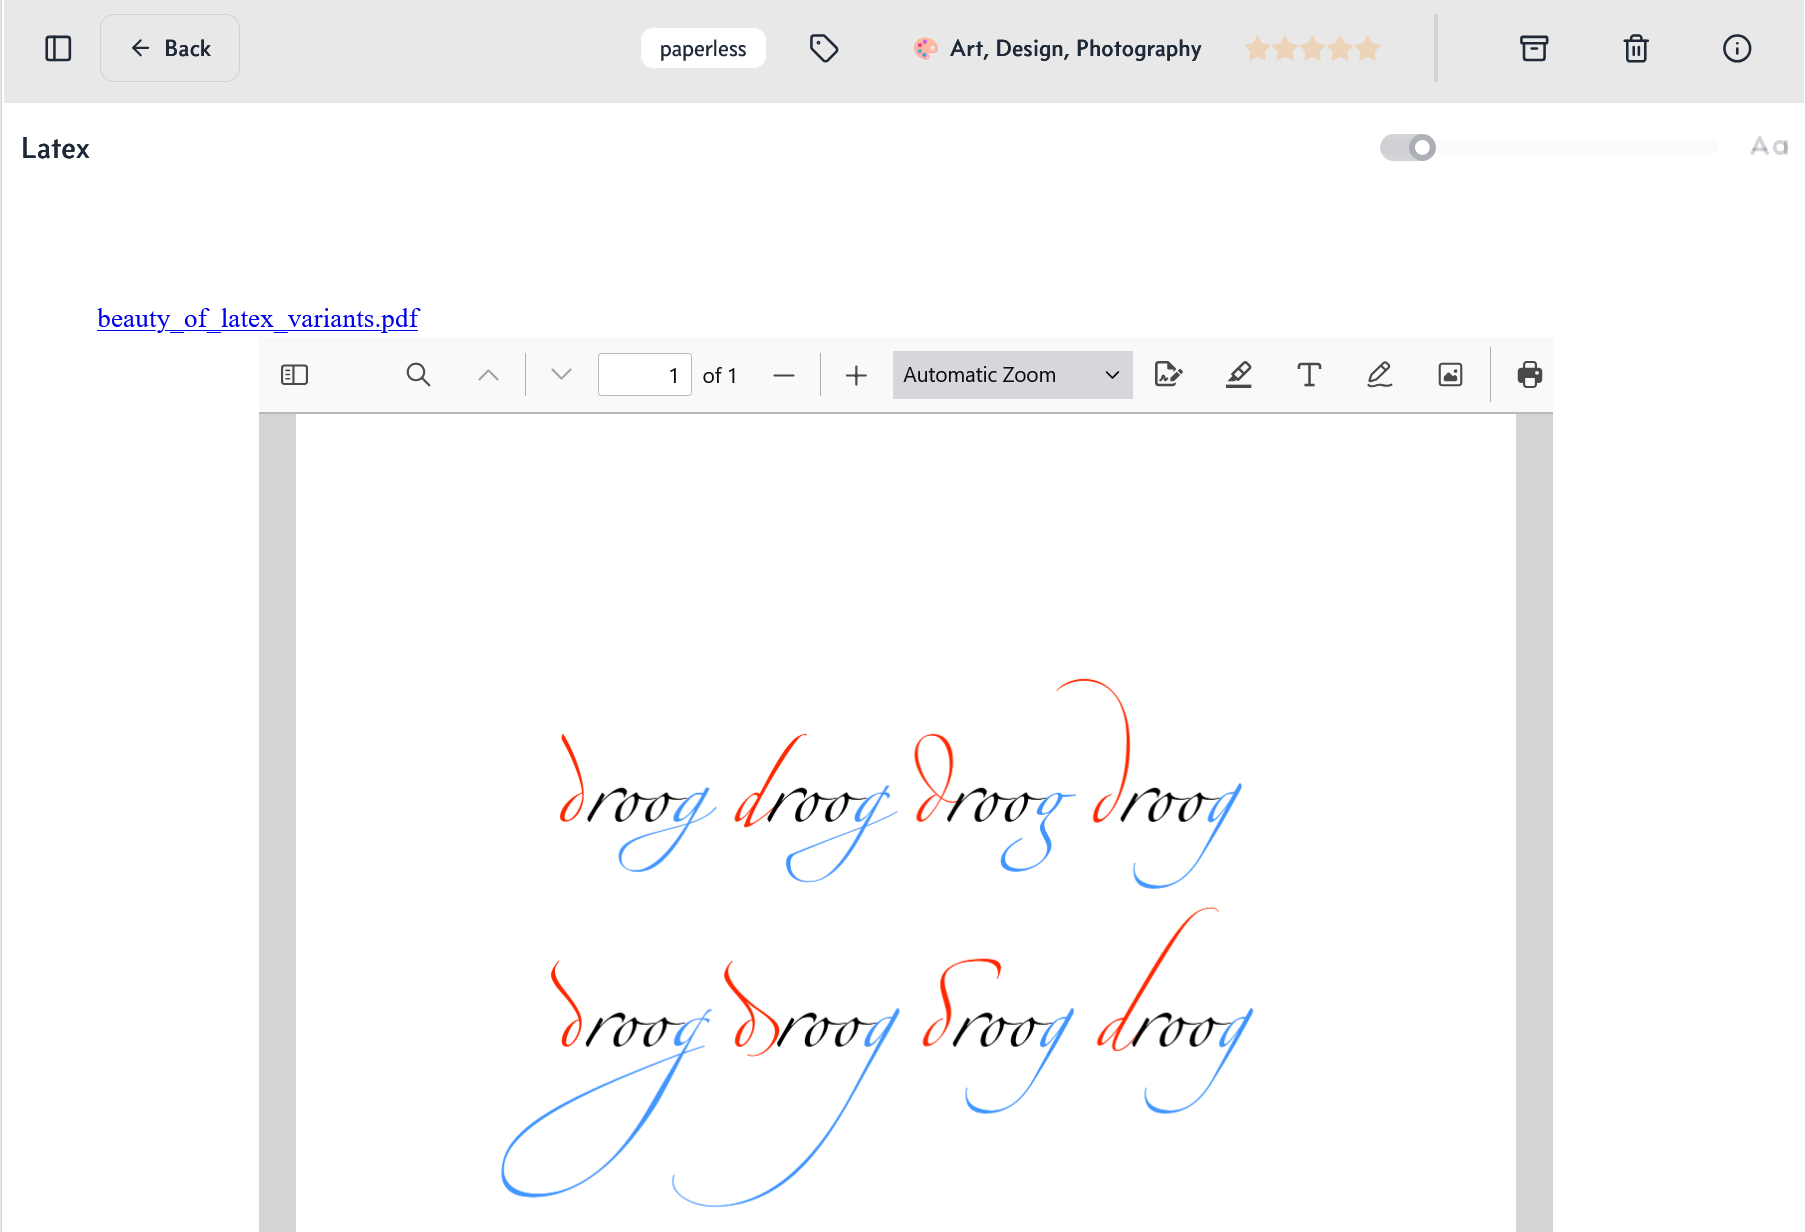 Back
paperless
Art, Design, Photography
Latex
Aa
beauty_of_latex_variants.pdf
1 of 1
Automatic Zoom
droog droog droog droog
droog droog droog droog